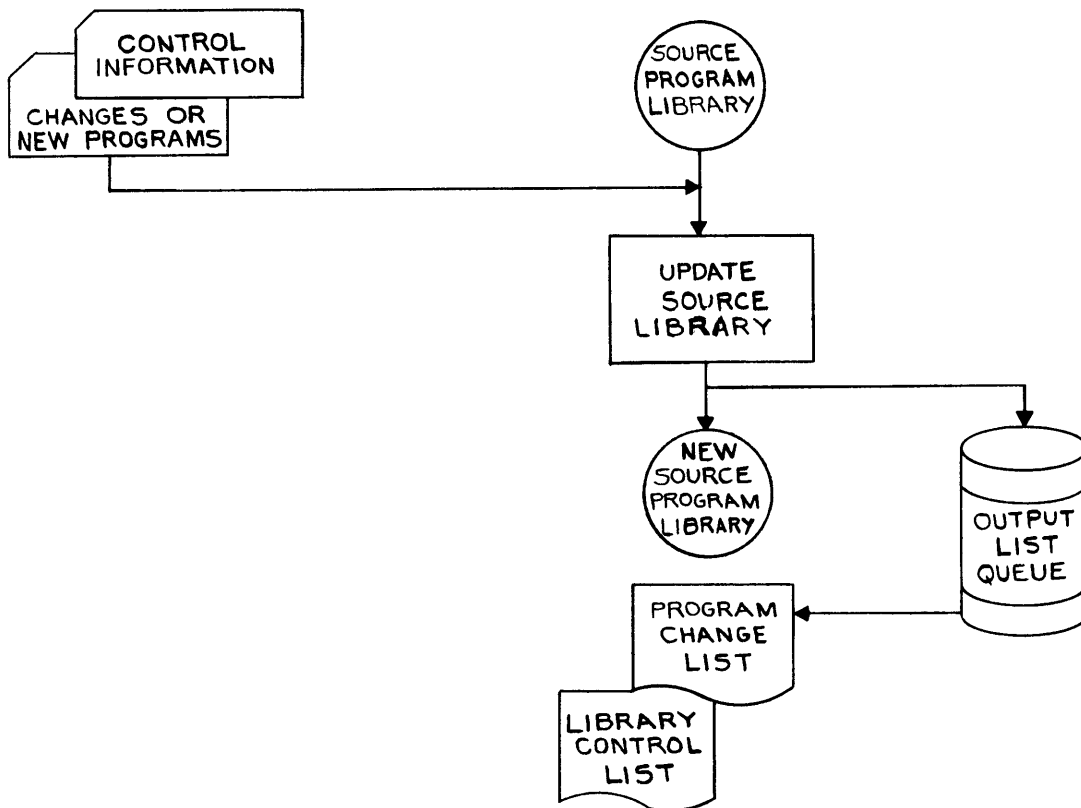 CONTROL
INFORMATION
CHANGES OR
NEW PROGRAMS
SOURCE
PROGRAM
LIBRARY
UPDATE
SOURCE
LIBRARY
NEW
SOURCE
PROGRAM
LIBRARY
OUTPUT
LIST
QUEUE
PROGRAM
CHANGE
LIST
LIBRARY
CONTROL
LIST